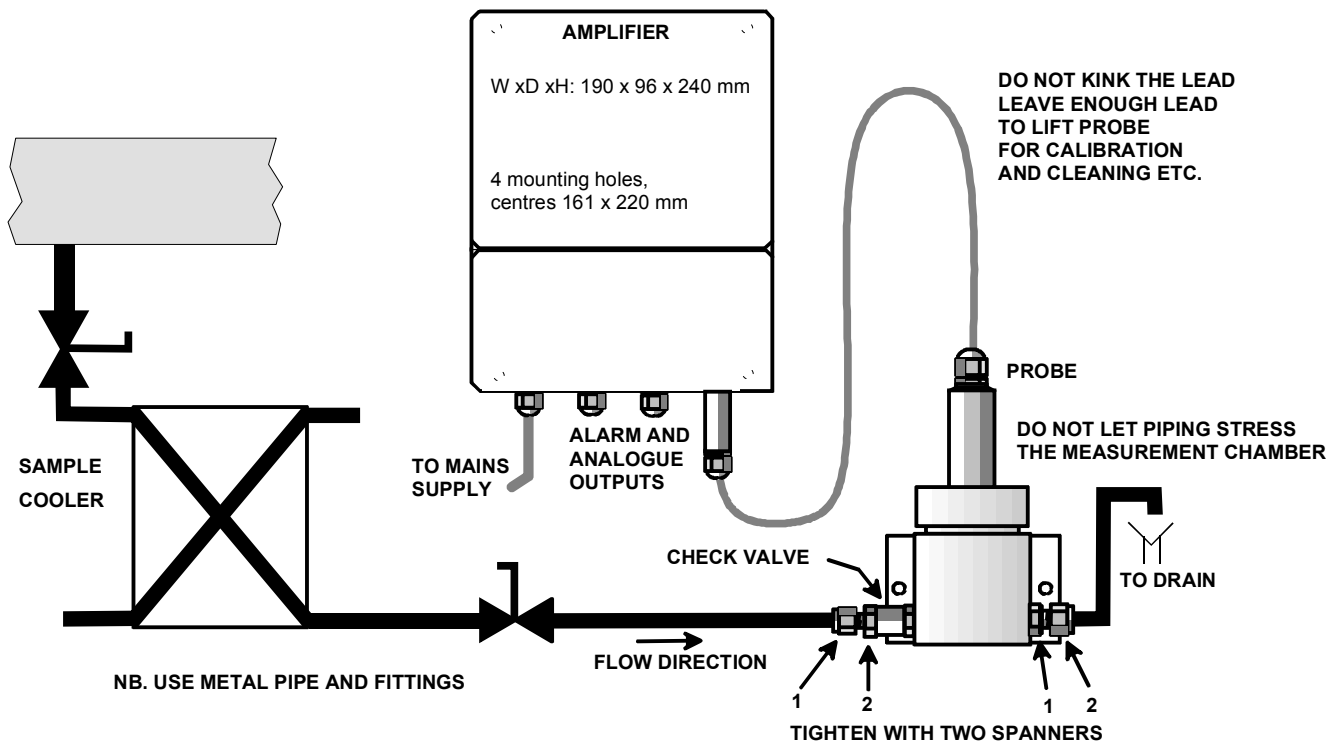 AMPLIFIER
W xD xH: 190 x 96 x 240 mm
4 mounting holes,
centres 161 x 220 mm
DO NOT KINK THE LEAD
LEAVE ENOUGH LEAD
TO LIFT PROBE
FOR CALIBRATION
AND CLEANING ETC.
PROBE
DO NOT LET PIPING STRESS
THE MEASUREMENT CHAMBER
SAMPLE
COOLER
TO MAINS
SUPPLY
ALARM AND
ANALOGUE
OUTPUTS
CHECK VALVE
TO DRAIN
FLOW DIRECTION
NB. USE METAL PIPE AND FITTINGS
1
2
1
2
TIGHTEN WITH TWO SPANNERS